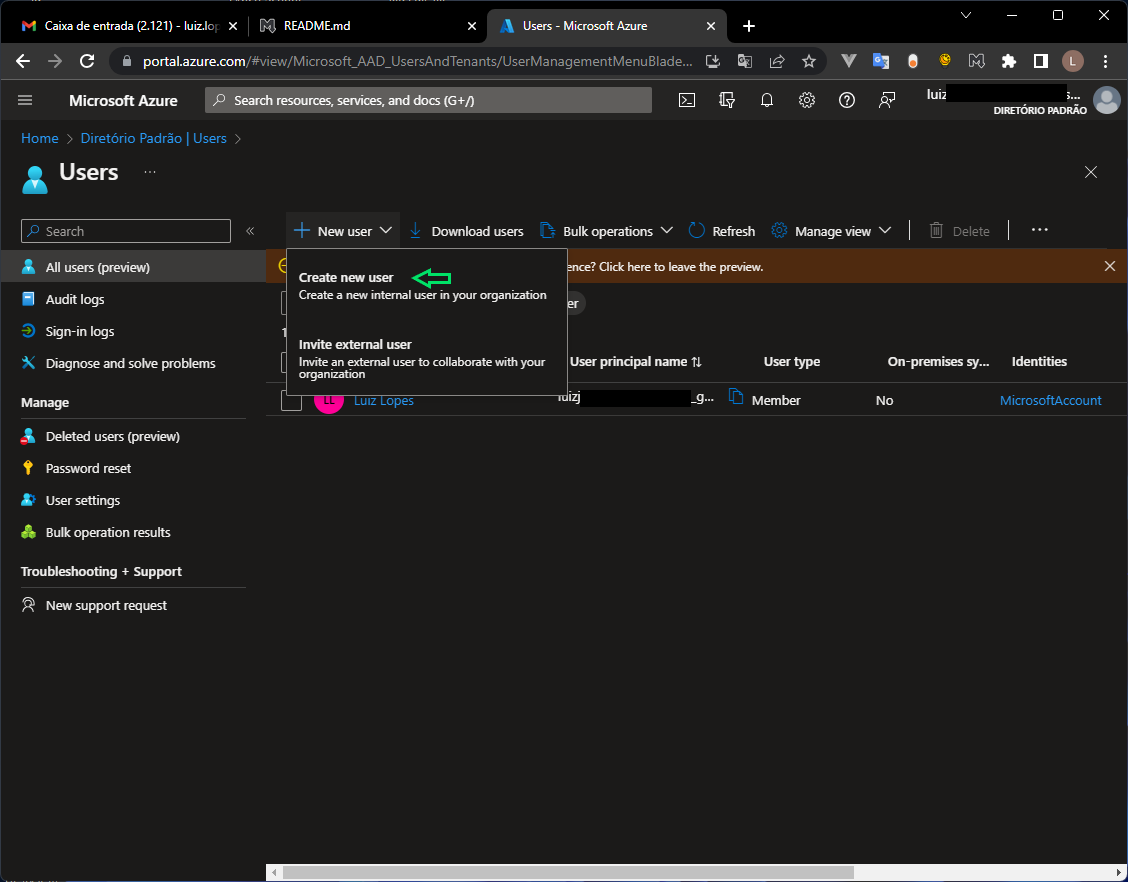 Caixa de entrada (2.121) - luiz.lop
README.md
Users - Microsoft Azure
portal.azure.com/#view/Microsoft_AAD_UsersAndTenants/UserManagementMenuBlade...
L
Microsoft Azure
Search resources, services, and docs (G+/)
luiz
s...
DIRETÓRIO PADRÃO
Home > Diretório Padrão | Users >
Users
...
Search
«
New user
Download users
Bulk operations
Refresh
Manage view
Delete
...
All users (preview)
Audit logs
Sign-in logs
Diagnose and solve problems
Manage
Deleted users (preview)
Password reset
User settings
Bulk operation results
Troubleshooting + Support
New support request
ence? Click here to leave the preview.
Create new user
Create a new internal user in your organization
er
1
Invite external user
Invite an external user to collaborate with your
organization
User principal name
User type
On-premises sy...
Identities
LL
Luiz Lopes
luizj
_g...
Member
No
MicrosoftAccount